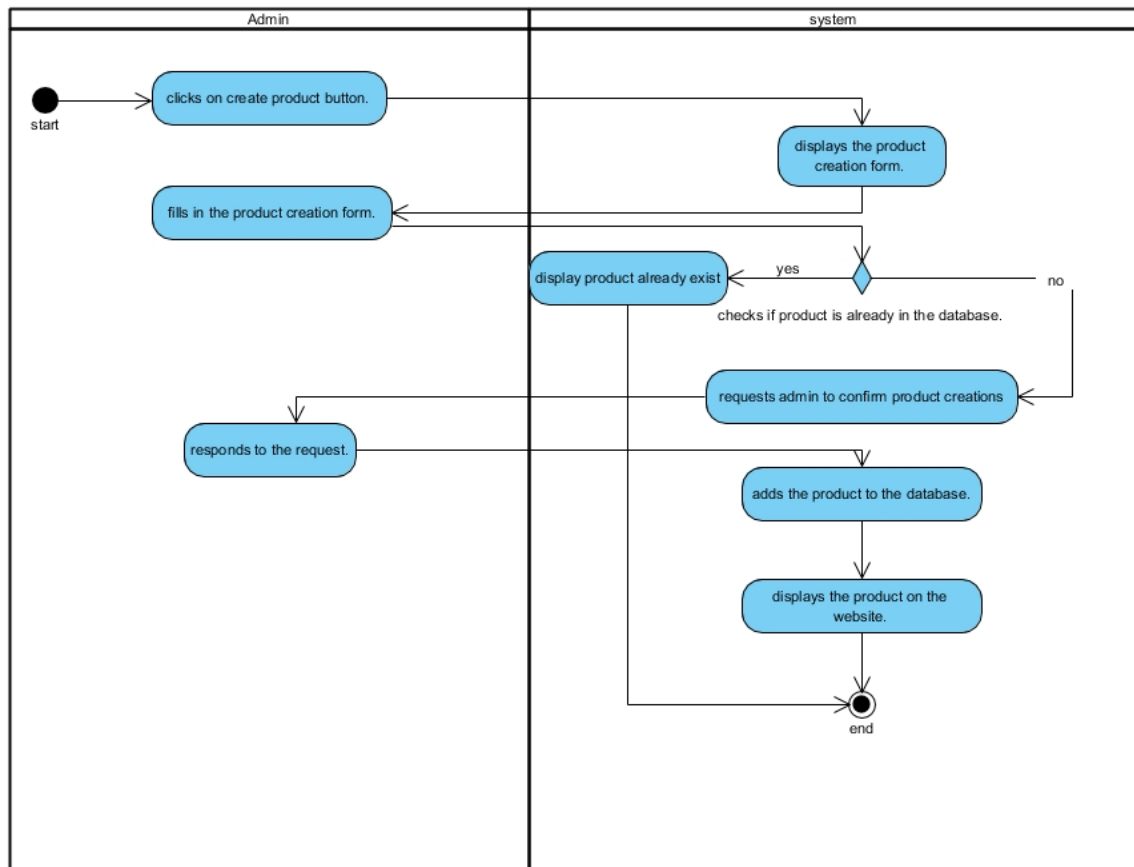 Admin
system
clicks on create product button.
start
displays the product
creation form.
fills in the product creation form.
display product already exist
yes
no
checks if product is already in the database.
requests admin to confirm product creations
responds to the request.
adds the product to the database.
displays the product on the
website.
end